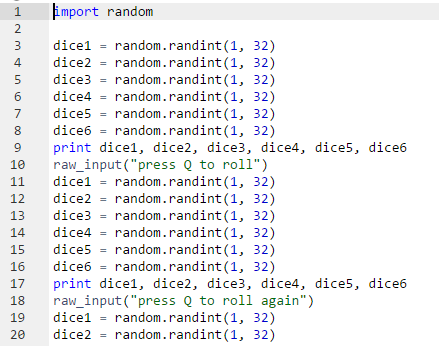 1 import random
2
3 dice1 = random.randint(1, 32)
4 dice2 = random.randint(1, 32)
5 dice3 = random.randint(1, 32)
6 dice4 = random.randint(1, 32)
7 dice5 = random.randint(1, 32)
8 dice6 = random.randint(1, 32)
9 print dice1, dice2, dice3, dice4, dice5, dice6
10 raw_input("press Q to roll")
11 dice1 = random.randint(1, 32)
12 dice2 = random.randint(1, 32)
13 dice3 = random.randint(1, 32)
14 dice4 = random.randint(1, 32)
15 dice5 = random.randint(1, 32)
16 dice6 = random.randint(1, 32)
17 print dice1, dice2, dice3, dice4, dice5, dice6
18 raw_input("press Q to roll again")
19 dice1 = random.randint(1, 32)
20 dice2 = random.randint(1, 32)